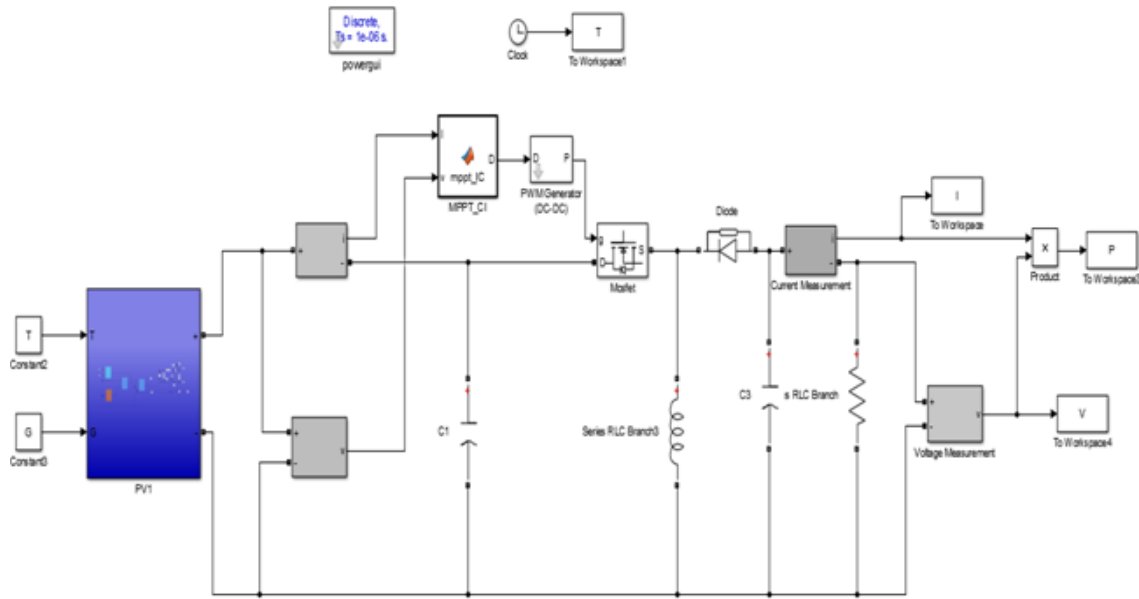 Discrete,
Ts = 1e-06 s.
powergui
Clock
T
To Workspace1
I
v
mppt_IC
D
MPPT_CI
D
P
PWM Generator
(DC-DC)
+
i
-
g
D
S
Mosfet
Diode
+
i
-
Current Measurement
I
To Workspace
X
Product
P
To Workspace3
T
Constant2
T
+
G
Constant3
G
-
PV1
+
-
v
C1
+
Series RLC Branch3
+
C3
+
s RLC Branch
+
+
-
v
Voltage Measurement
V
To Workspace4